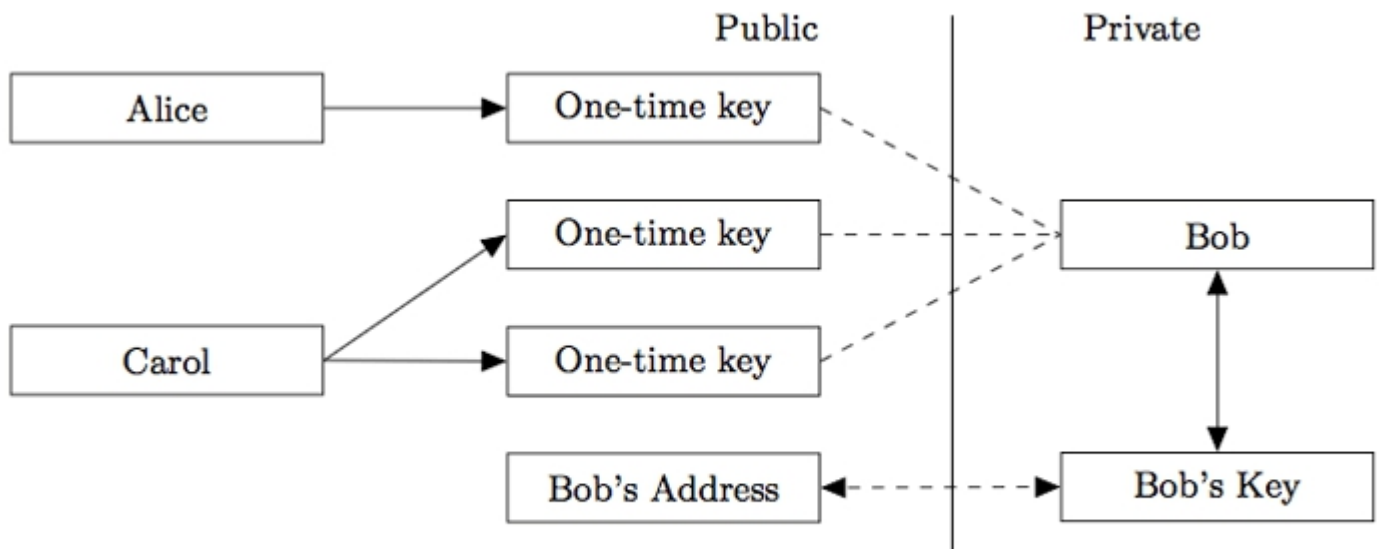 Public
Private
Alice
One-time key
One-time key
Bob
Carol
One-time key
Bob's Address
Bob's Key